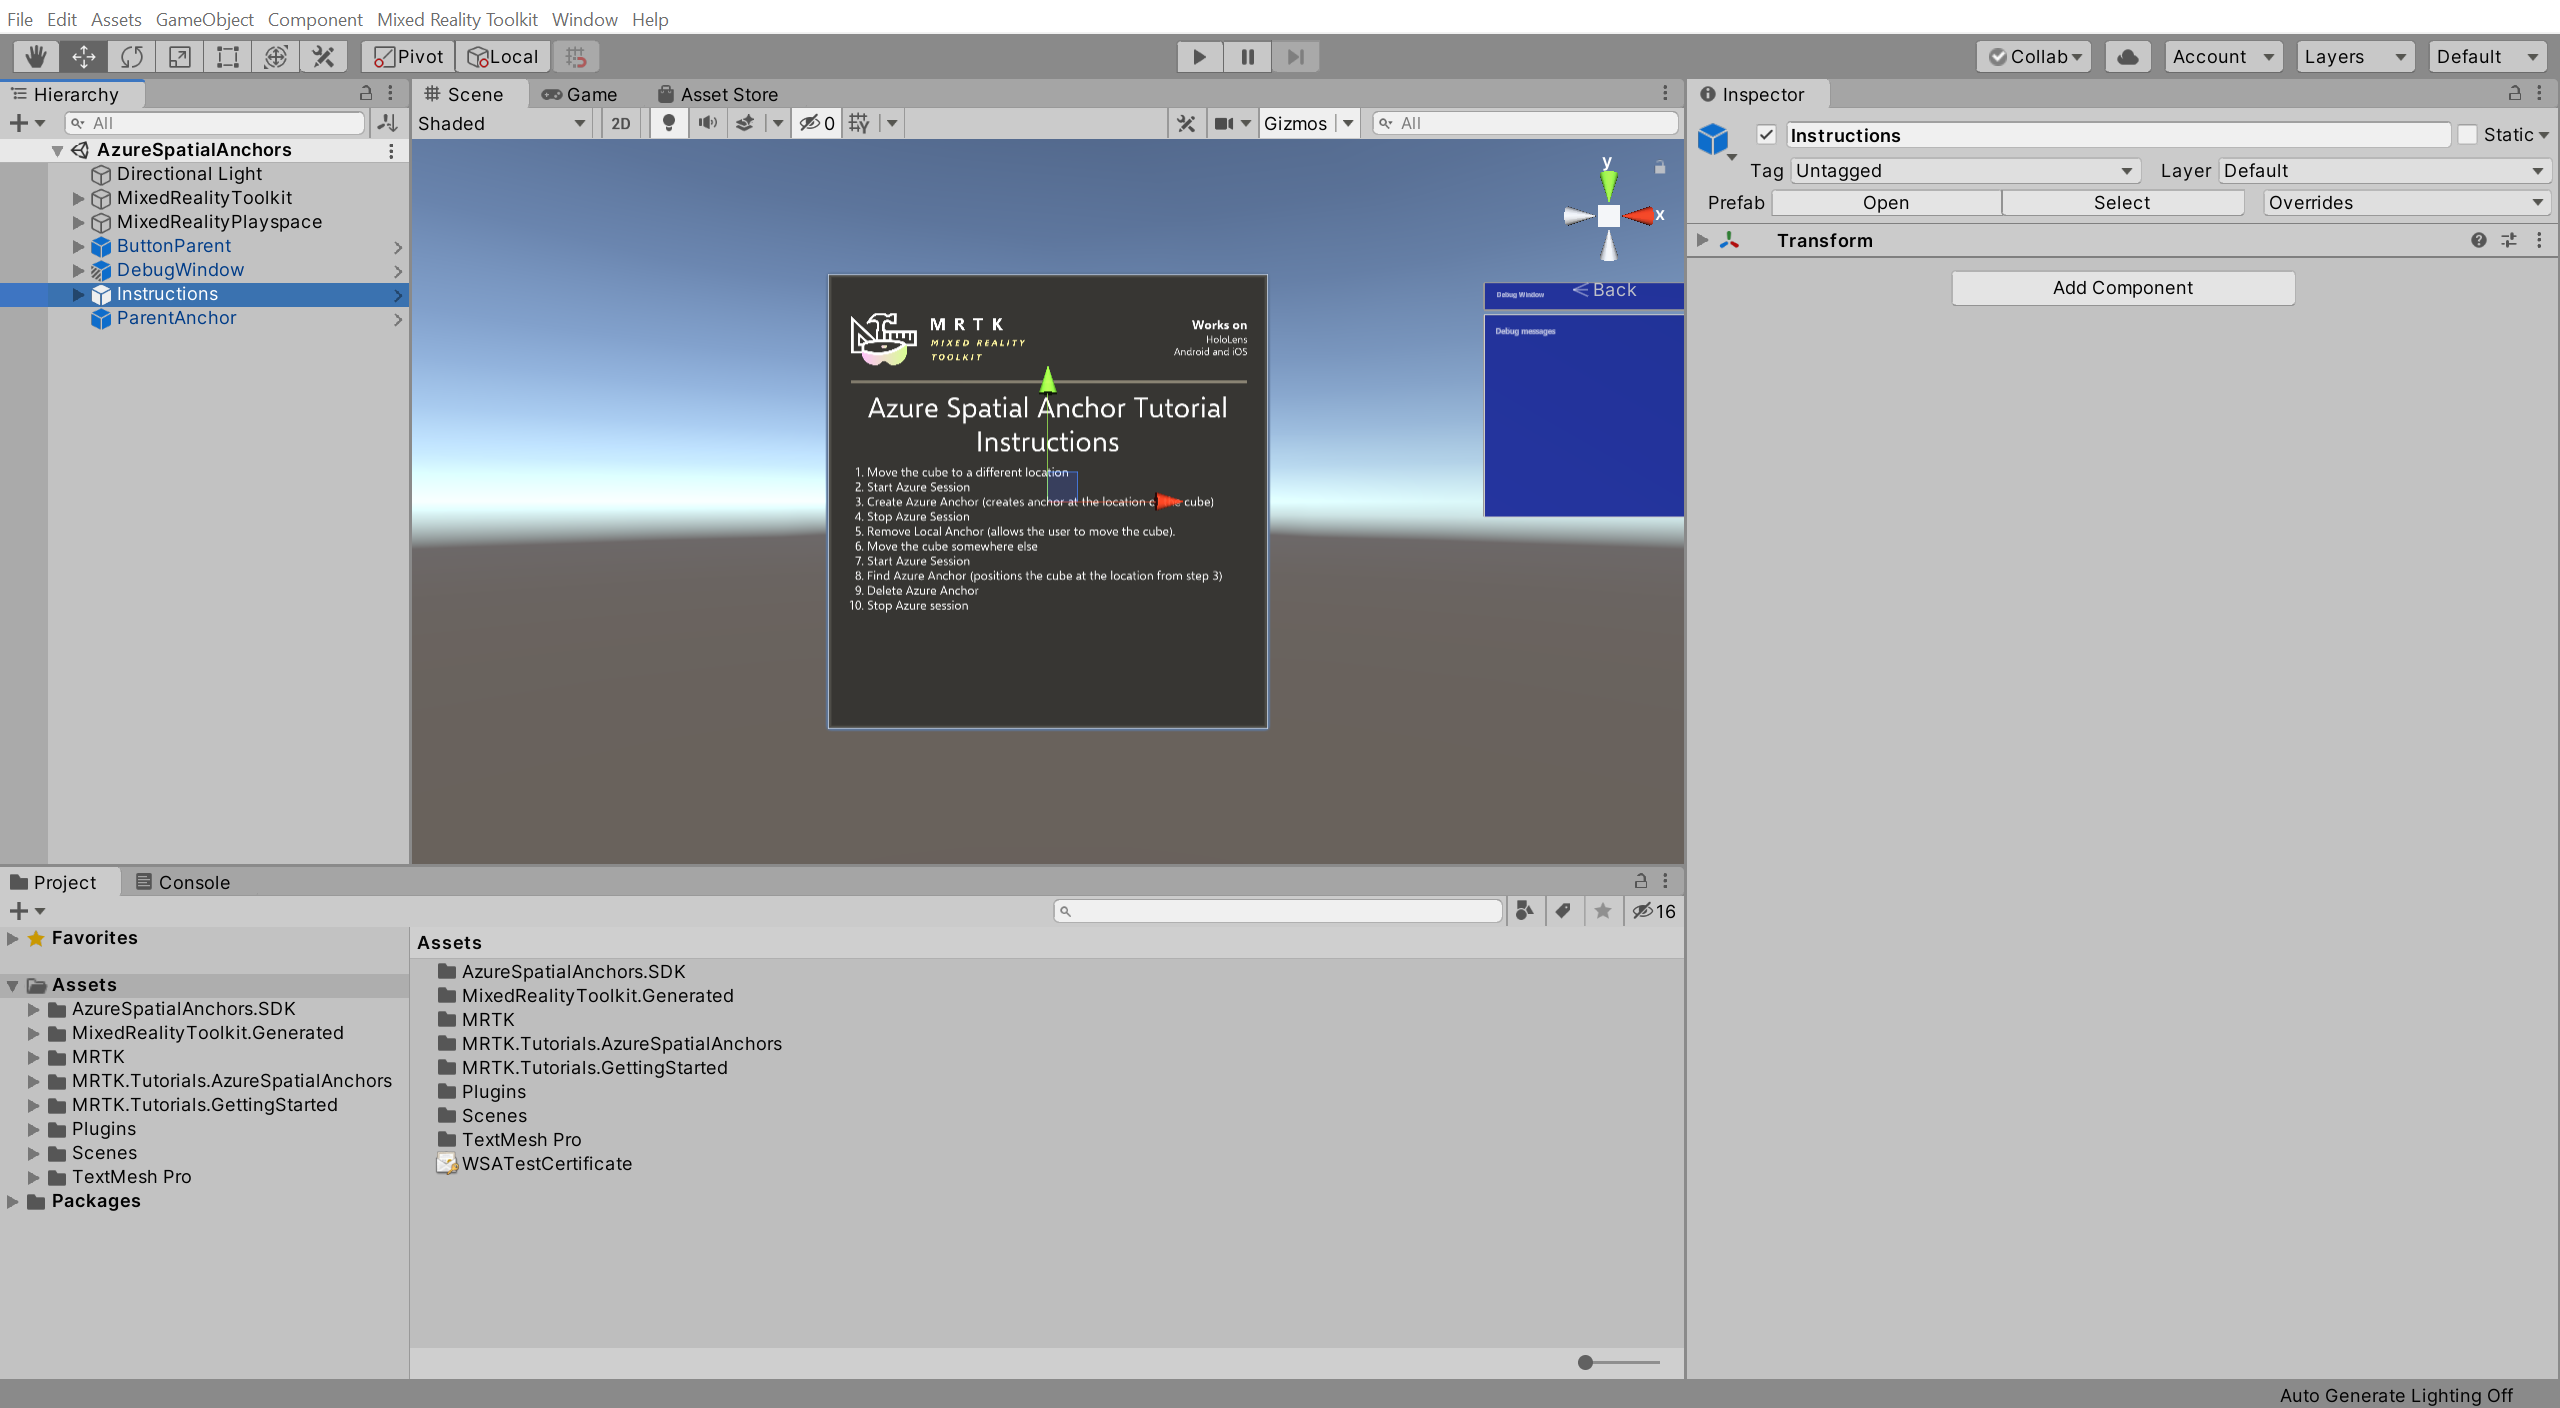 File Edit Assets GameObject Component Mixed Reality Toolkit Window Help
Pivot Local Collab Account Layers Default
Hierarchy
All
AzureSpatialAnchors
Directional Light
MixedRealityToolkit
MixedRealityPlayspace
ButtonParent
DebugWindow
Instructions
ParentAnchor
Scene Game Asset Store
Shaded 2D 0 Gizmos All
y
x
Back
Debug Window
Debug messages
MRTK
MIXED REALITY
TOOLKIT
Works on
HoloLens
Android and iOS
Azure Spatial Anchor Tutorial
Instructions
1. Move the cube to a different location
2. Start Azure Session
3. Create Azure Anchor (creates anchor at the location cube)
4. Stop Azure Session
5. Remove Local Anchor (allows the user to move the cube).
6. Move the cube somewhere else
7. Start Azure Session
8. Find Azure Anchor (positions the cube at the location from step 3)
9. Delete Azure Anchor
10. Stop Azure session
Inspector
Instructions Static
Tag Untagged Layer Default
Prefab Open Select Overrides
Transform
Add Component
Project Console
16
Favorites
Assets
AzureSpatialAnchors.SDK
MixedRealityToolkit.Generated
MRTK
MRTK.Tutorials.AzureSpatialAnchors
MRTK.Tutorials.GettingStarted
Plugins
Scenes
TextMesh Pro
Packages
Assets
AzureSpatialAnchors.SDK
MixedRealityToolkit.Generated
MRTK
MRTK.Tutorials.AzureSpatialAnchors
MRTK.Tutorials.GettingStarted
Plugins
Scenes
TextMesh Pro
WSATestCertificate
Auto Generate Lighting Off